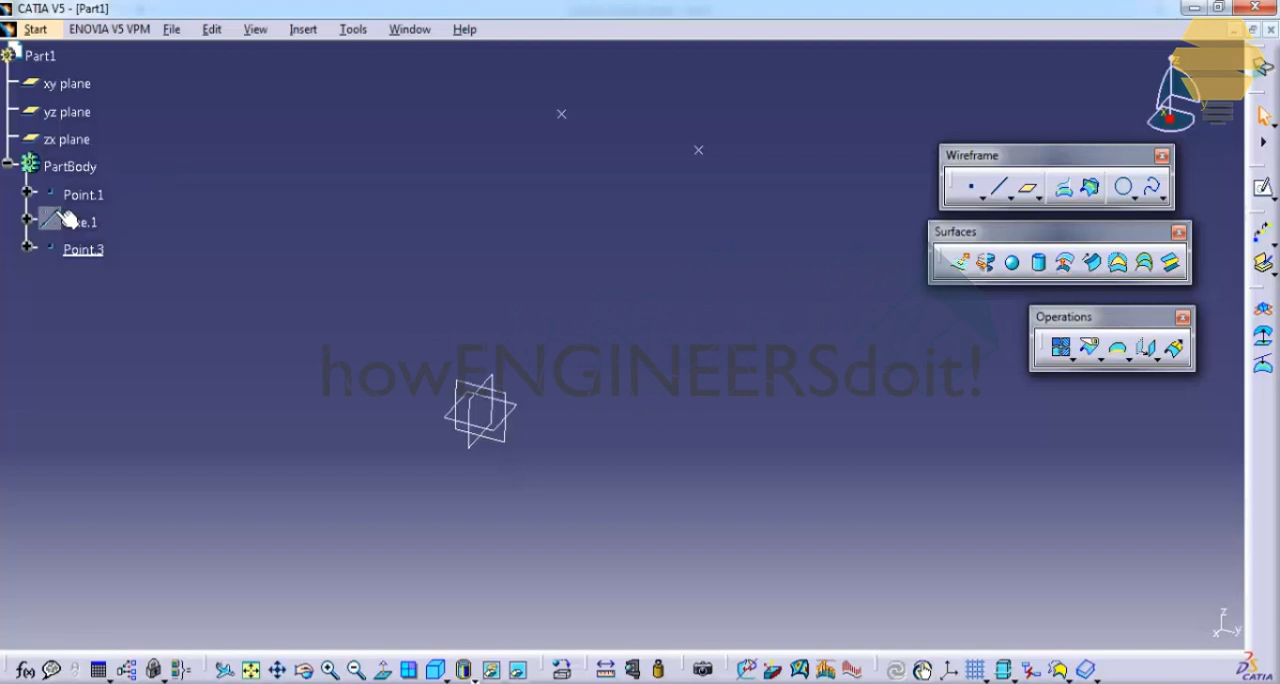 CATIA V5 - [Part1]
Start ENOVIA V5 VPM File Edit View Insert Tools Window Help
Part1
xy plane
yz plane
zx plane
PartBody
Point.1
Point.3
z
y
Wireframe
Surfaces
Operations
howENGINEERSdoit!
z
x y
f(x)
CATIA